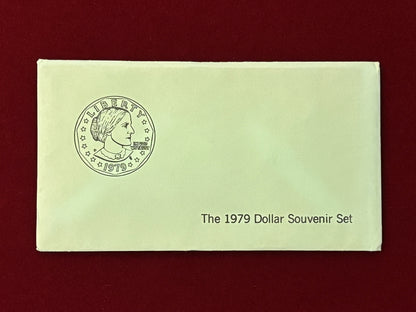 LIBERTY
1979
The 1979 Dollar Souvenir Set